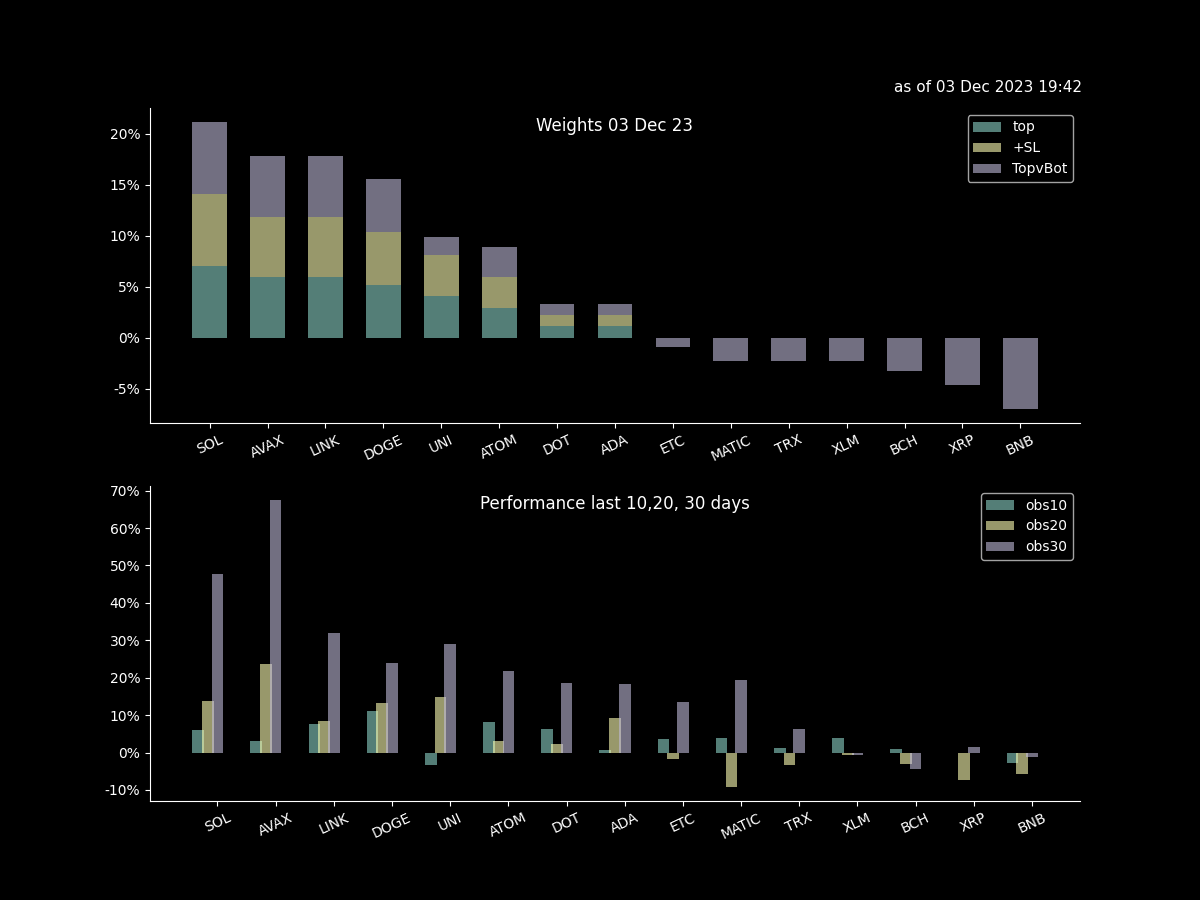 as of 03 Dec 2023 19:42
Weights 03 Dec 23
top
+SL
TopvBot
20%
15%
10%
5%
0%
-5%
SOL AVAX LINK DOGE UNI ATOM DOT ADA ETC MATIC TRX XLM BCH XRP BNB
Performance last 10,20, 30 days
obs10
obs20
obs30
70%
60%
50%
40%
30%
20%
10%
0%
-10%
SOL AVAX LINK DOGE UNI ATOM DOT ADA ETC MATIC TRX XLM BCH XRP BNB